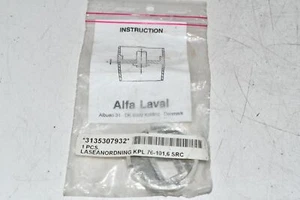 INSTRUCTION
Alfa Laval
*3135307932*
1 PCS
LASEANORDNING KPL 76-101,6 SRC